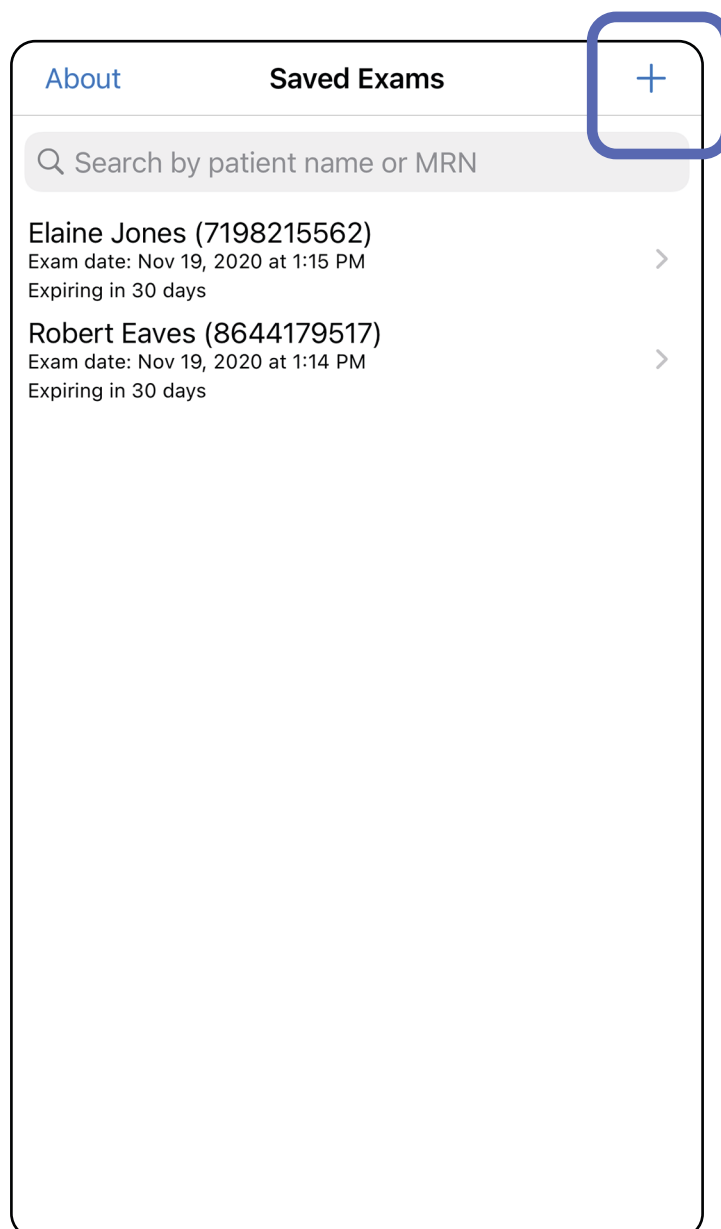 About Saved Exams +
Search by patient name or MRN
Elaine Jones (7198215562)
Exam date: Nov 19, 2020 at 1:15 PM
Expiring in 30 days
Robert Eaves (8644179517)
Exam date: Nov 19, 2020 at 1:14 PM
Expiring in 30 days